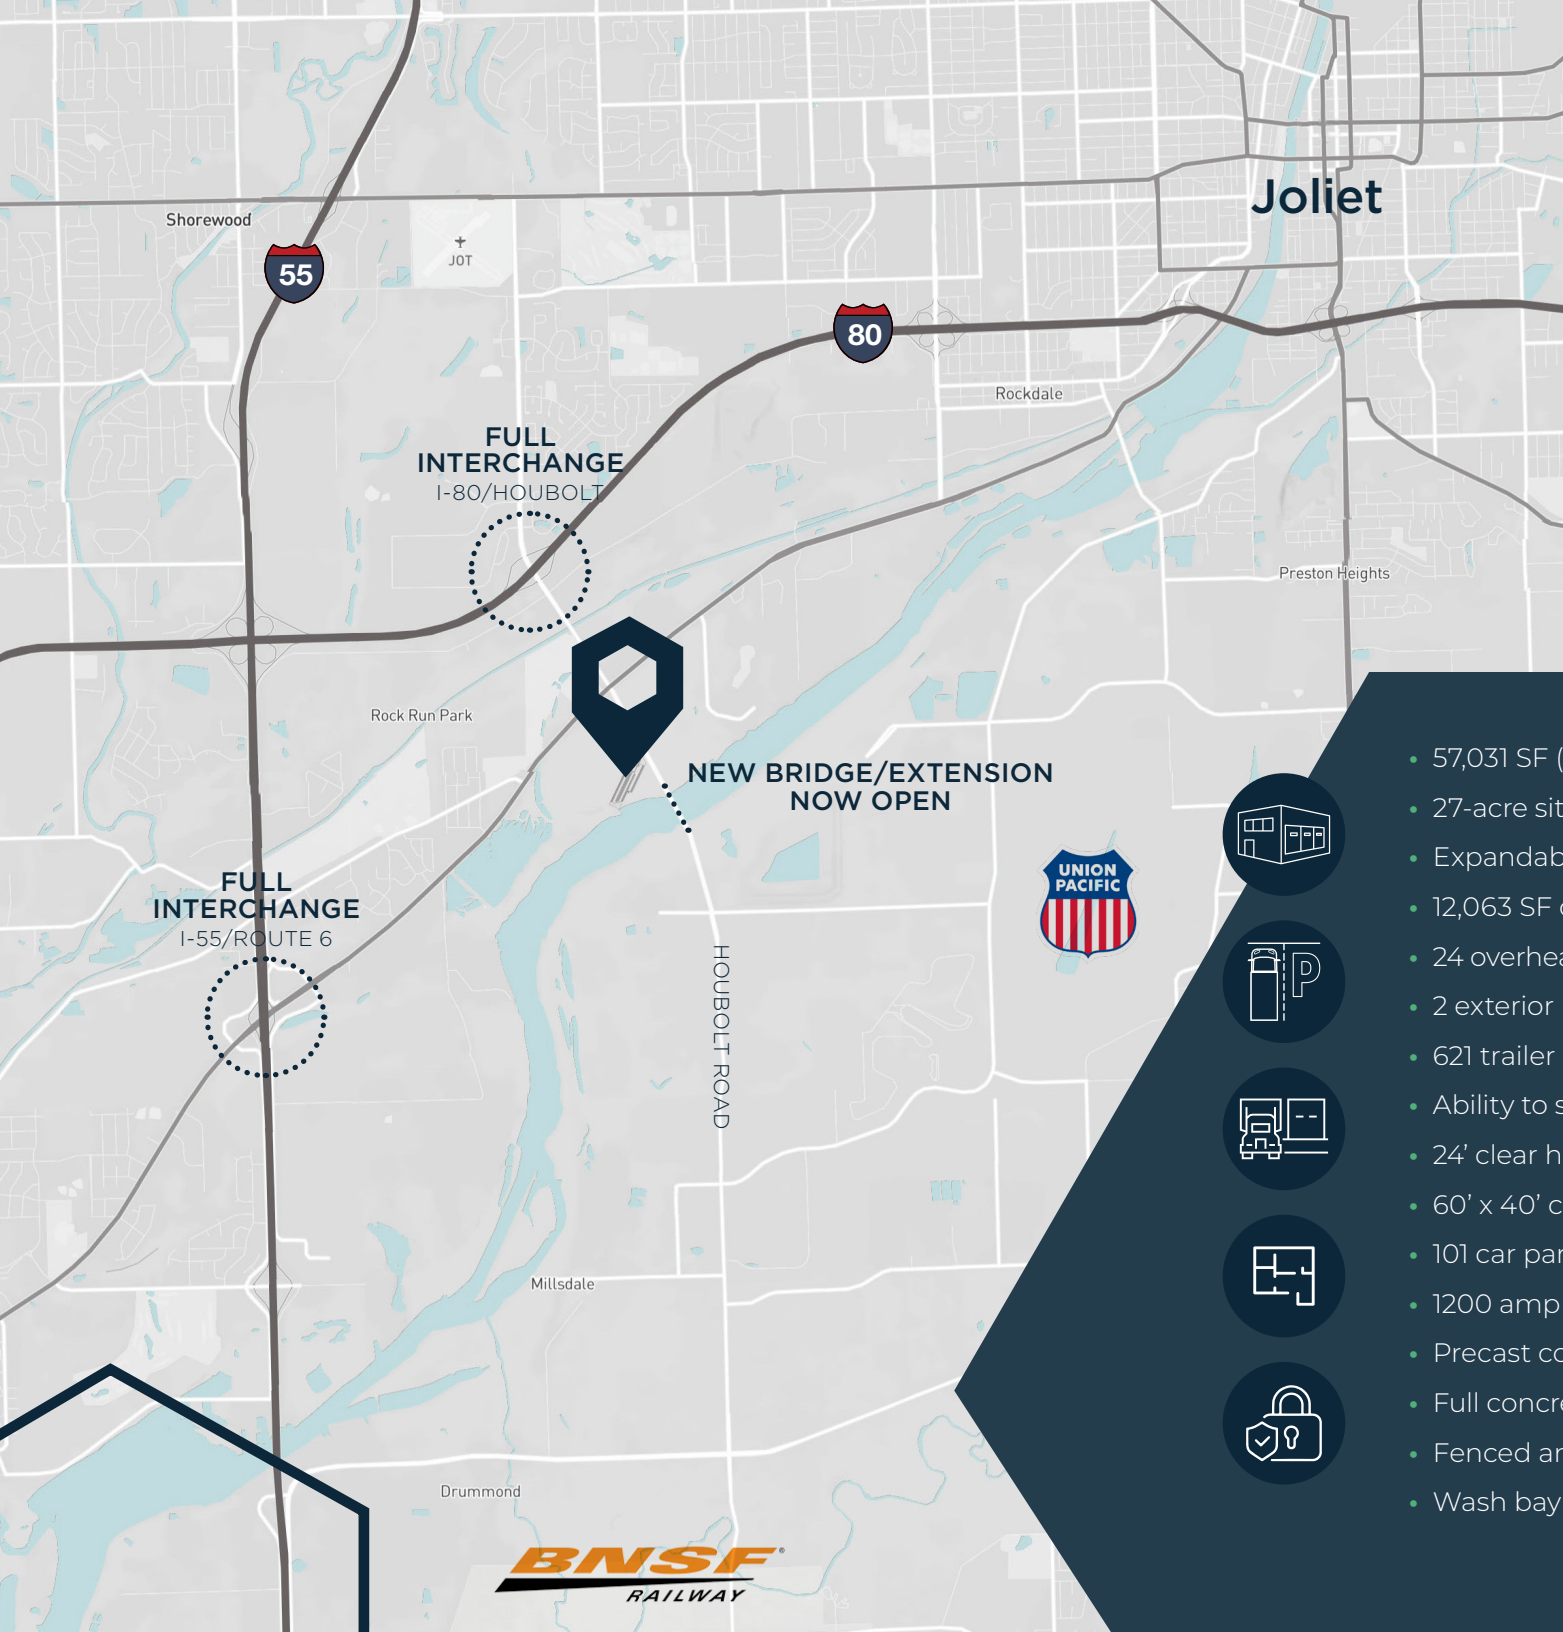 Joliet
Shorewood
55
JOT
80
Rockdale
FULL
INTERCHANGE
I-80/HOUBOLT
Preston Heights
Rock Run Park
NEW BRIDGE/EXTENSION
NOW OPEN
UNION
PACIFIC
FULL
INTERCHANGE
I-55/ROUTE 6
HOUBOLT ROAD
Millsdale
Drummond
BNSF
RAILWAY
P
• 57,031 SF (
• 27-acre sit
• Expandab
• 12,063 SF
• 24 overhea
• 2 exterior
• 621 trailer
• Ability to s
• 24' clear h
• 60' x 40' c
• 101 car par
• 1200 amp
• Precast co
• Full concre
• Fenced an
• Wash bay